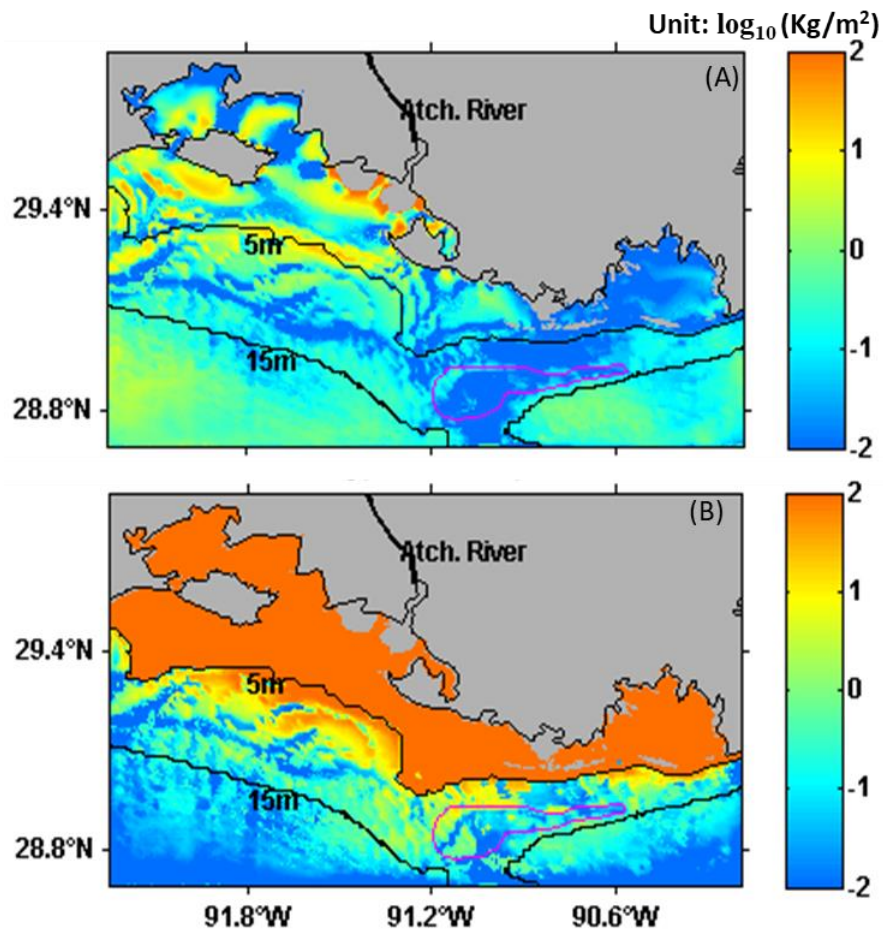 Unit: log₁₀ (Kg/m²)
(A)
Atch. River
29.4°N
5m
15m
28.8°N
2
1
0
-1
-2
(B)
Atch. River
29.4°N
5m
15m
28.8°N
91.8°W
91.2°W
90.6°W
2
1
0
-1
-2